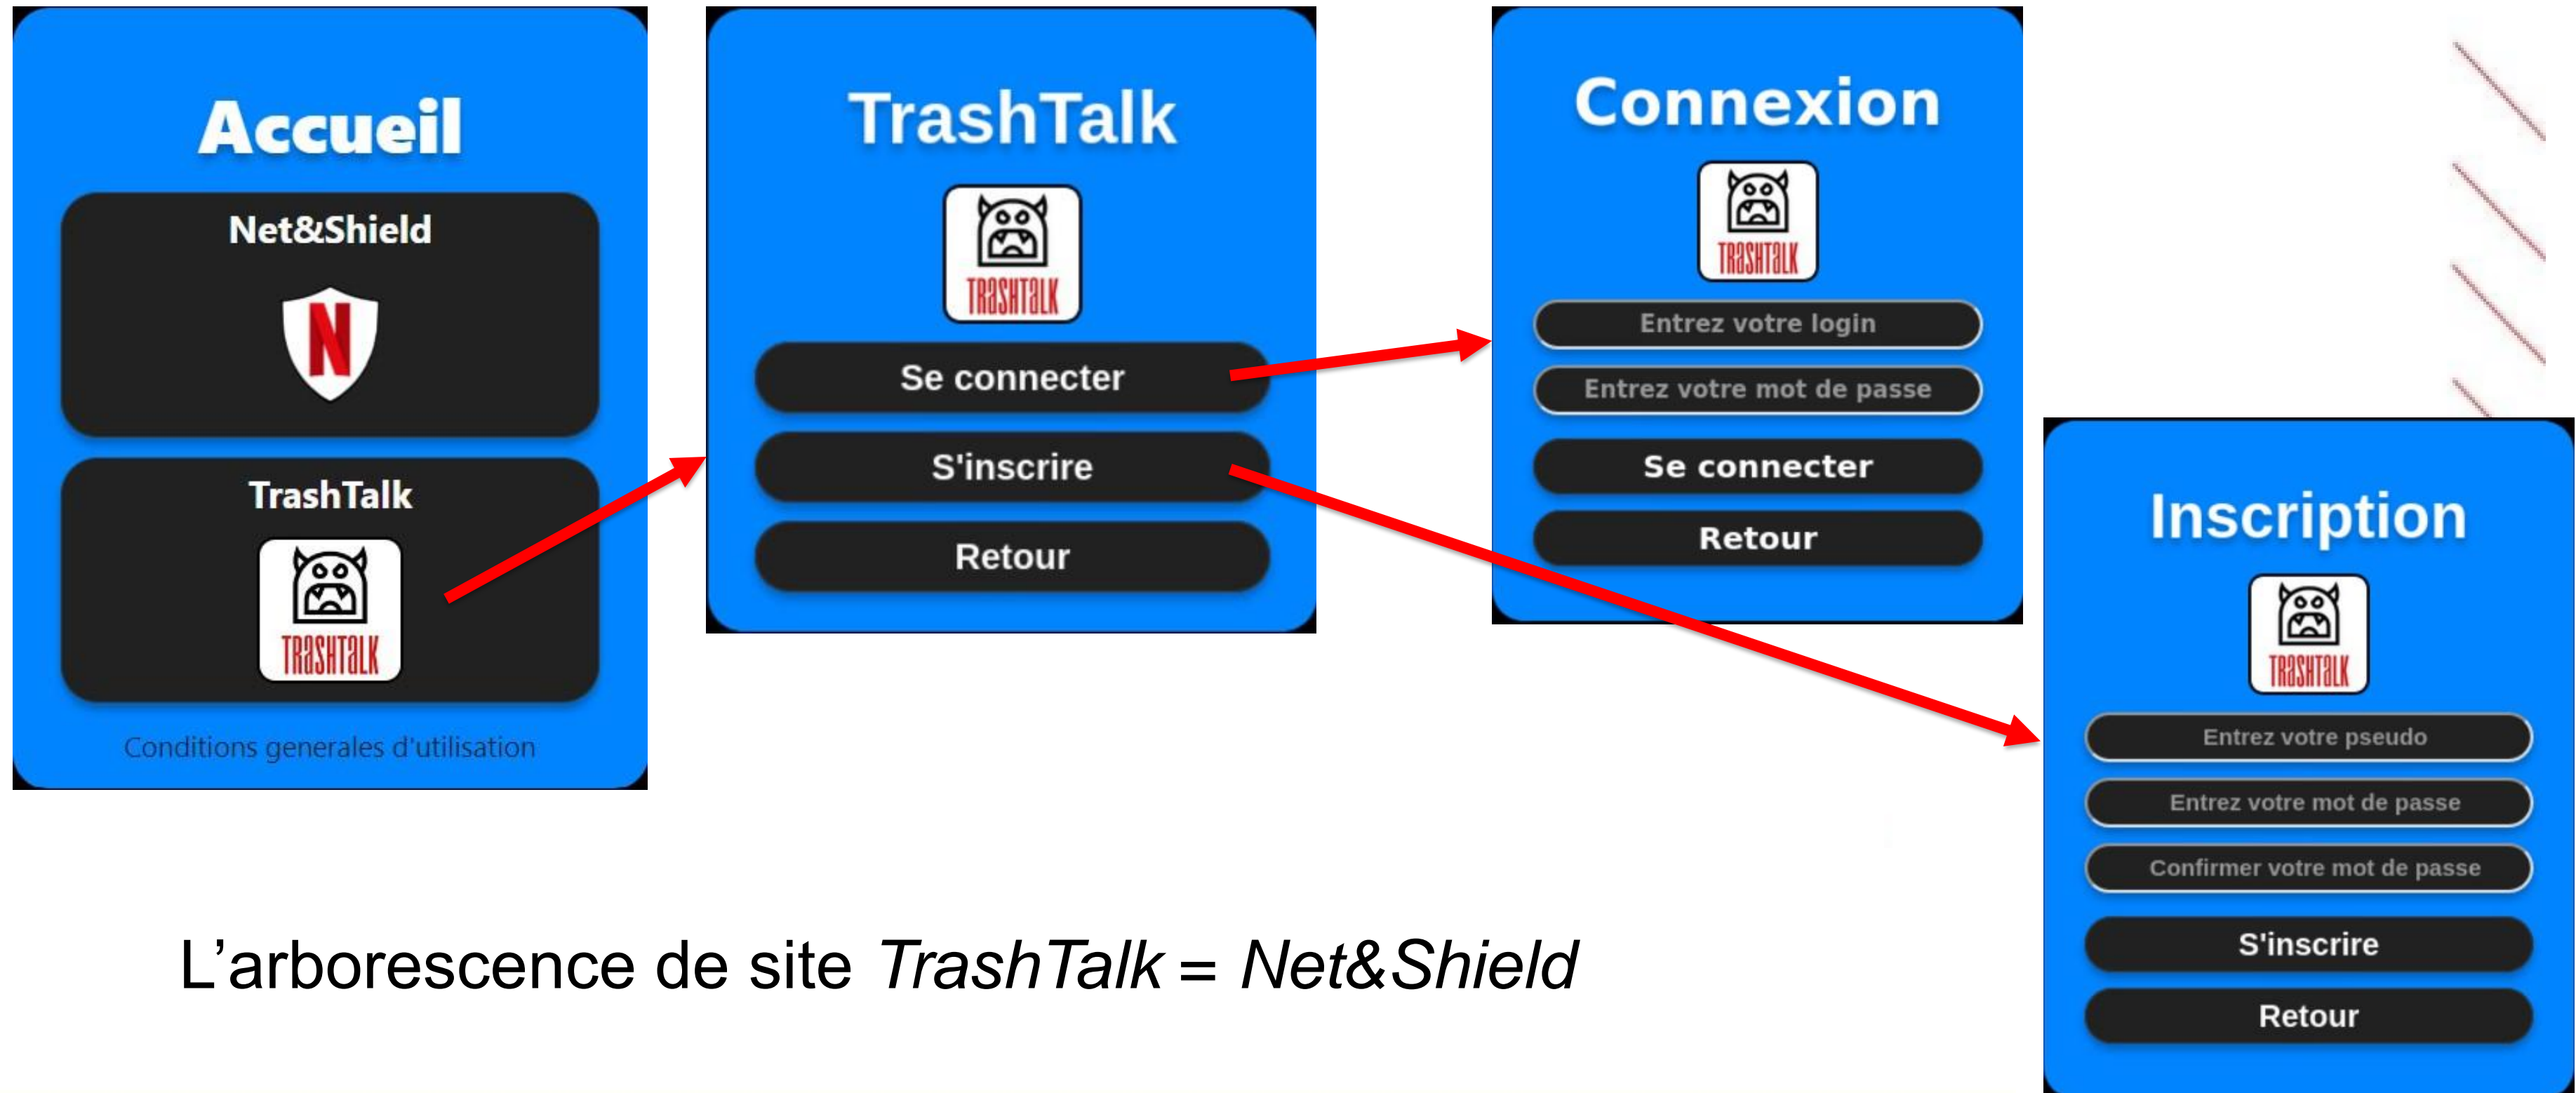 Accueil
Net&Shield
N
TrashTalk
TRaSHTaLK
Conditions generales d'utilisation
TrashTalk
TRaSHTaLK
Se connecter
S'inscrire
Retour
Connexion
TRaSHTaLK
Entrez votre login
Entrez votre mot de passe
Se connecter
Retour
Inscription
TRaSHTaLK
Entrez votre pseudo
Entrez votre mot de passe
Confirmer votre mot de passe
S'inscrire
Retour
L’arborescence de site TrashTalk = Net&Shield